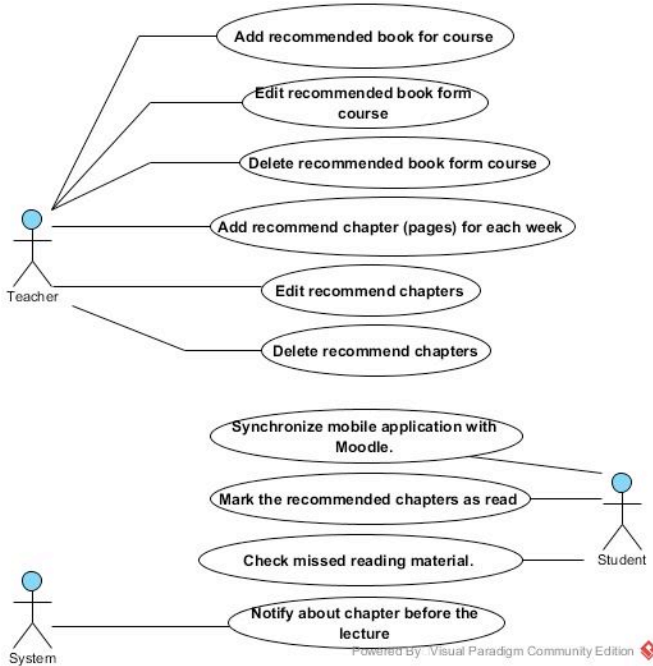 Add recommended book for course
Edit recommended book form
course
Delete recommended book form course
Add recommend chapter (pages) for each week
Teacher
Edit recommend chapters
Delete recommend chapters
Synchronize mobile application with
Moodle.
Mark the recommended chapters as read
Check missed reading material.
Student
Notify about chapter before the
lecture
System
Powered By Visual Paradigm Community Edition